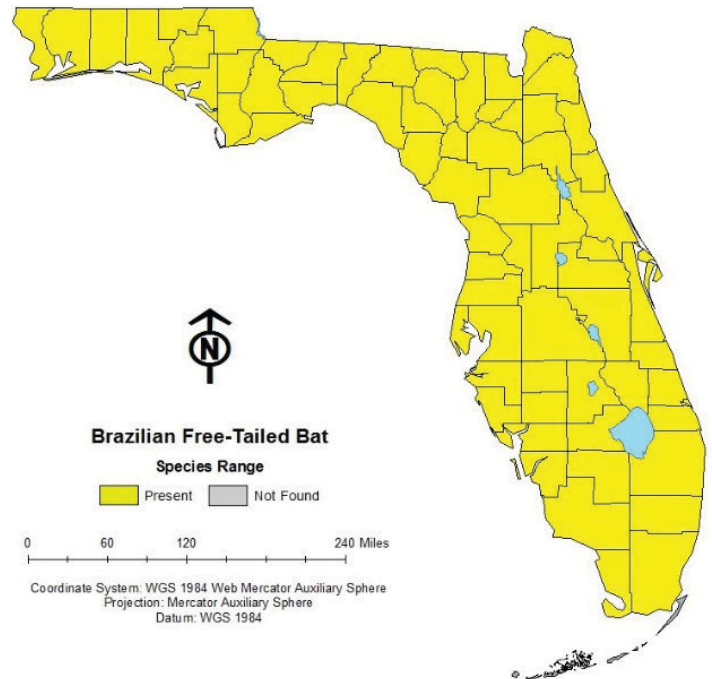 N
Brazilian Free-Tailed Bat
Species Range
Present Not Found
0 60 120 240 Miles
Coordinate System: WGS 1984 Web Mercator Auxiliary Sphere
Projection: Mercator Auxiliary Sphere
Datum: WGS 1984